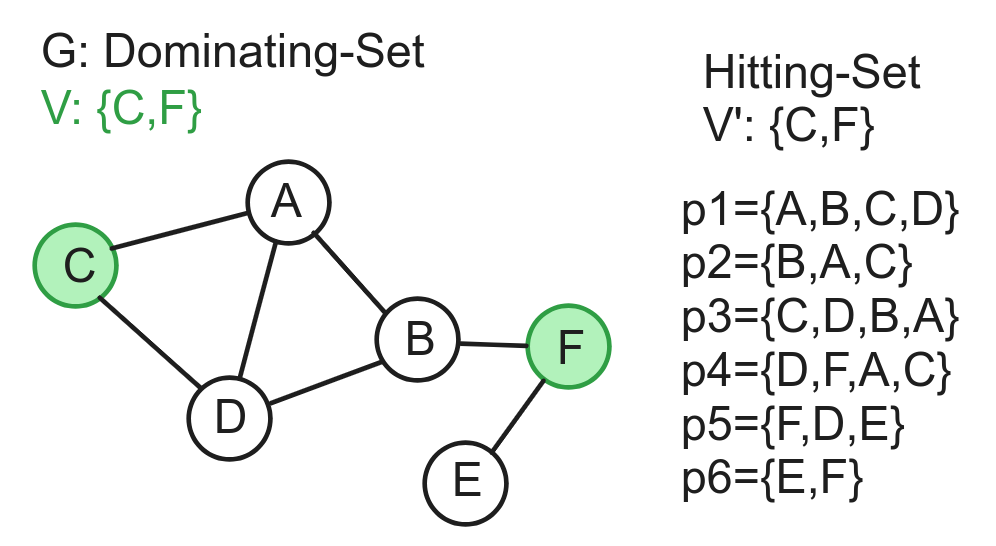 G: Dominating-Set
V: {C,F}
Hitting-Set
V': {C,F}
p1={A,B,C,D}
p2={B,A,C}
p3={C,D,B,A}
p4={D,F,A,C}
p5={F,D,E}
p6={E,F}
A
C
B
F
D
E